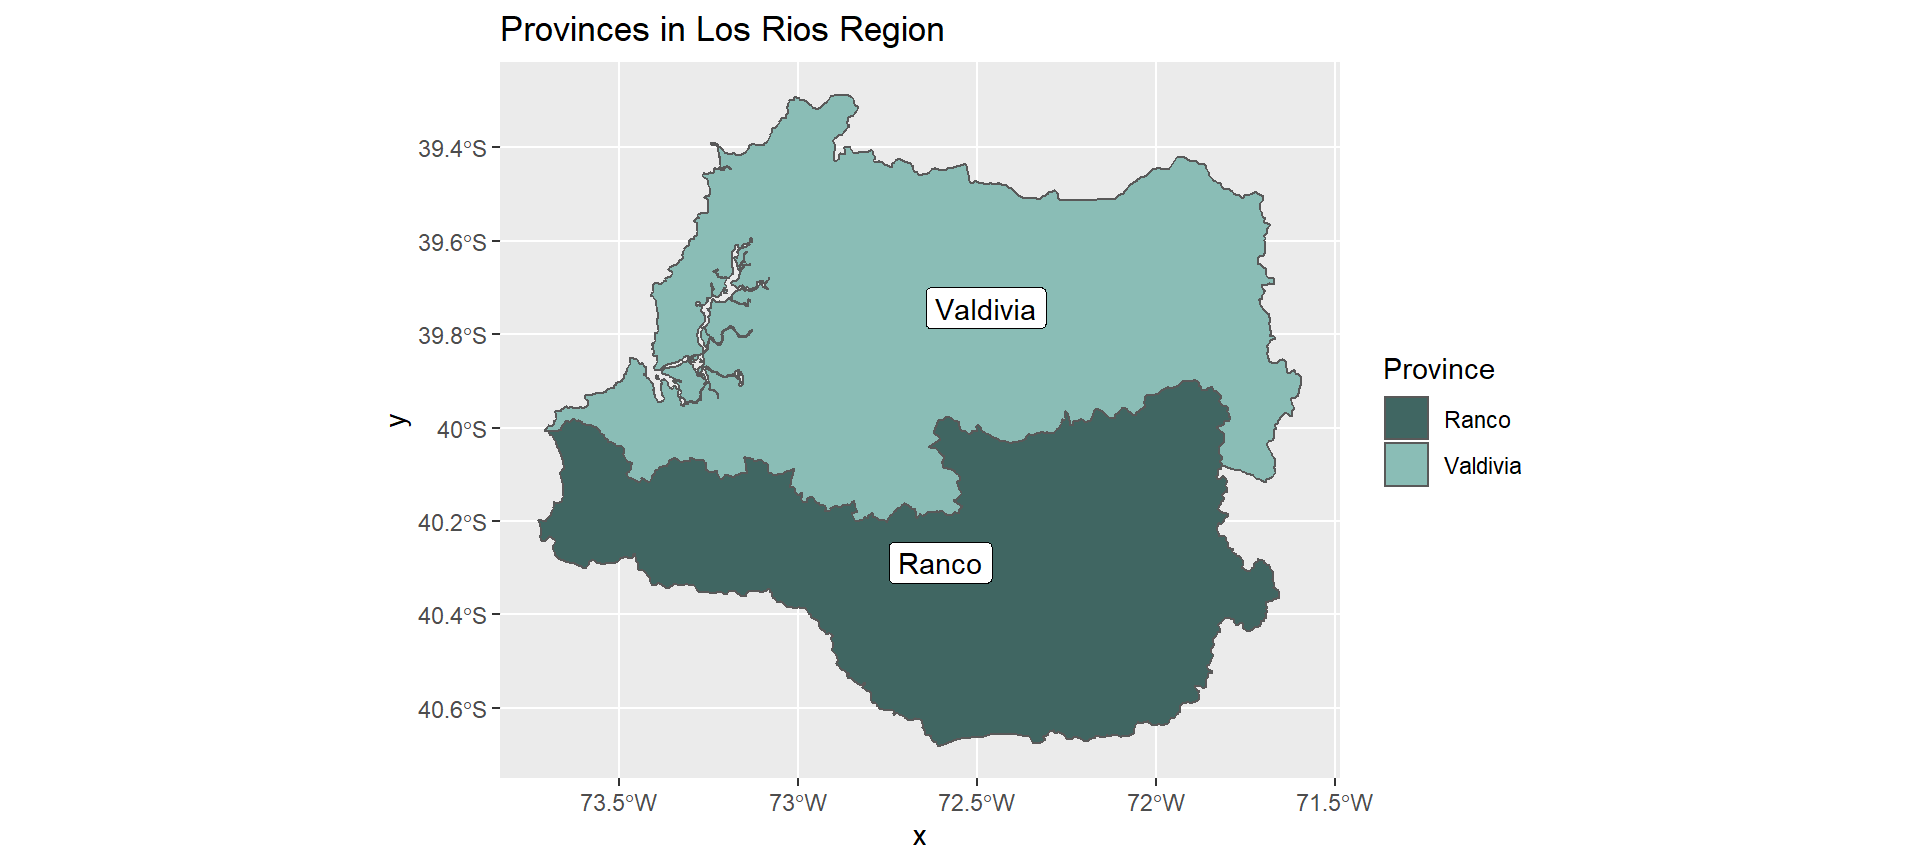 Provinces in Los Rios Region
39.4°S
39.6°S
39.8°S
40°S
40.2°S
40.4°S
40.6°S
y
Valdivia
Ranco
73.5°W
73°W
72.5°W
72°W
71.5°W
x
Province
Ranco
Valdivia